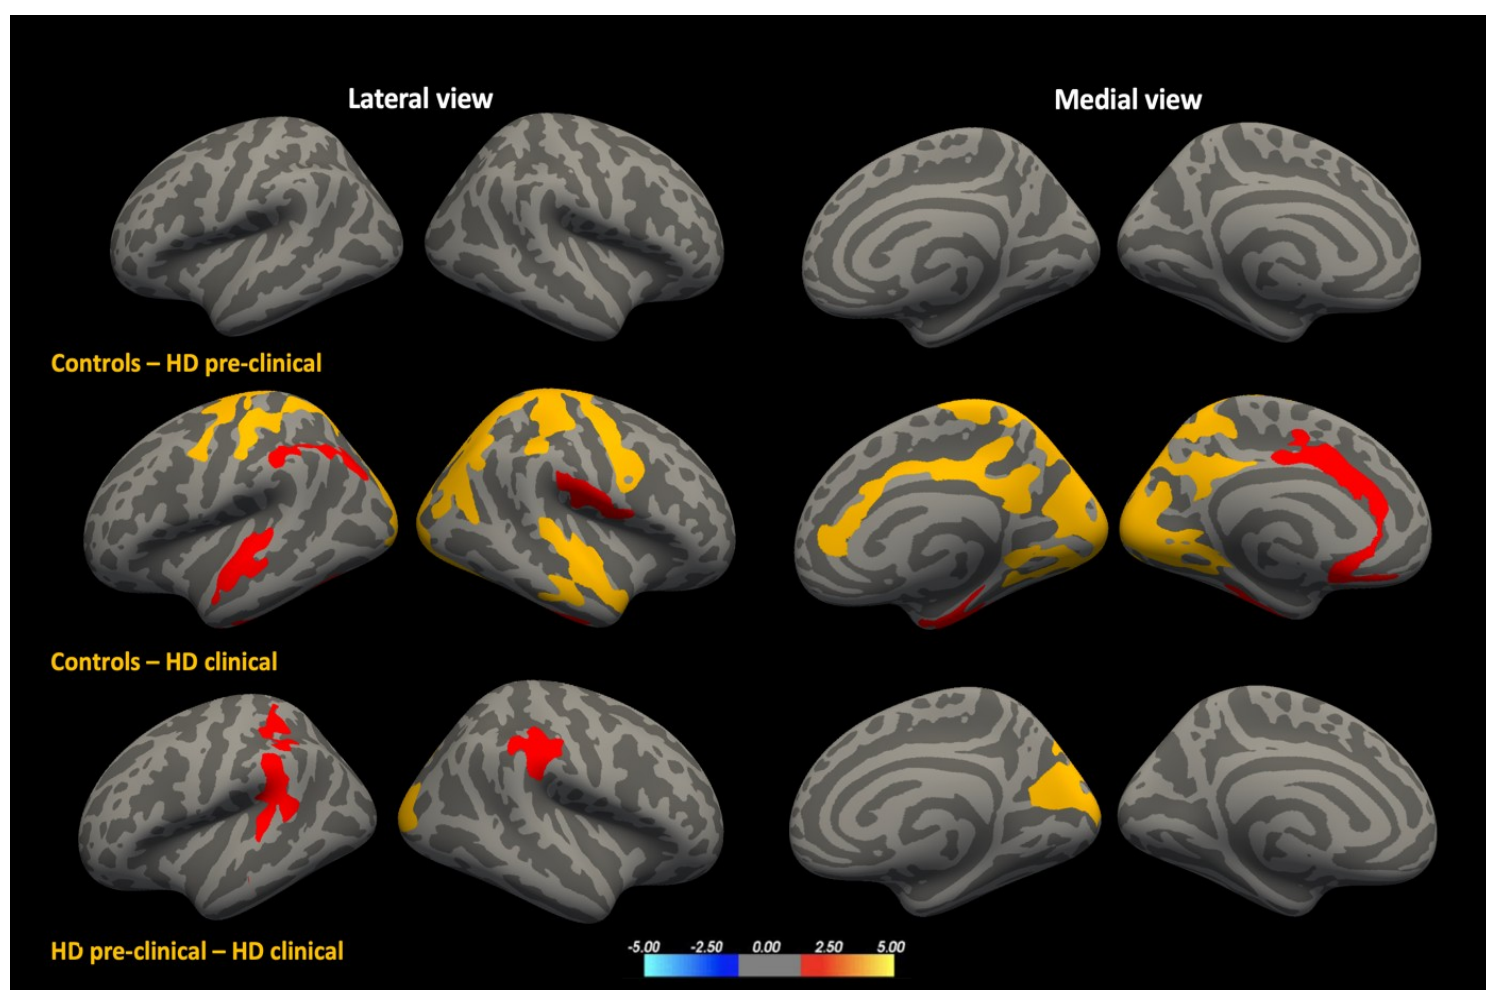 Lateral view
Medial view
Controls – HD pre-clinical
Controls – HD clinical
HD pre-clinical – HD clinical
-5.00 -2.50 0.00 2.50 5.00